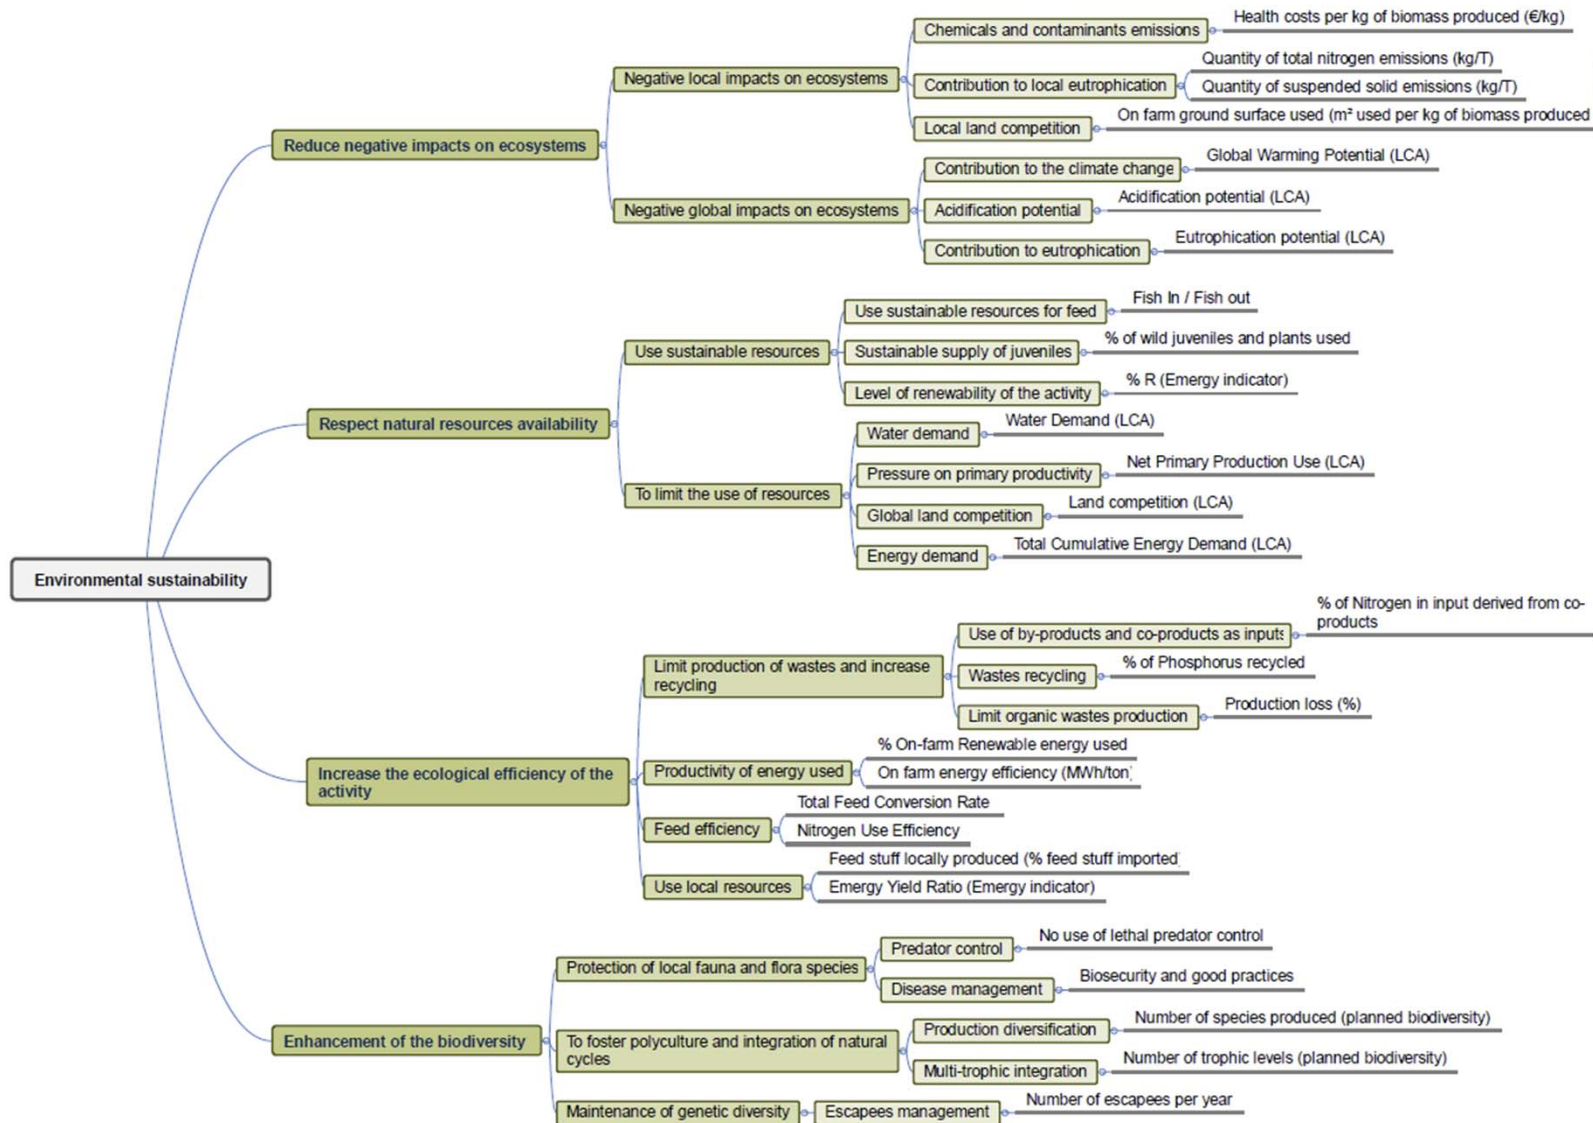 Environmental sustainability
Reduce negative impacts on ecosystems
Negative local impacts on ecosystems
Chemicals and contaminants emissions
Health costs per kg of biomass produced (€/kg)
Contribution to local eutrophication
Quantity of total nitrogen emissions (kg/T)
Quantity of suspended solid emissions (kg/T)
Local land competition
On farm ground surface used (m² used per kg of biomass produced
Negative global impacts on ecosystems
Contribution to the climate change
Global Warming Potential (LCA)
Acidification potential
Acidification potential (LCA)
Contribution to eutrophication
Eutrophication potential (LCA)
Respect natural resources availability
Use sustainable resources
Use sustainable resources for feed
Fish In / Fish out
Sustainable supply of juveniles
% of wild juveniles and plants used
Level of renewability of the activity
% R (Emergy indicator)
To limit the use of resources
Water demand
Water Demand (LCA)
Pressure on primary productivity
Net Primary Production Use (LCA)
Global land competition
Land competition (LCA)
Energy demand
Total Cumulative Energy Demand (LCA)
Increase the ecological efficiency of the
activity
Limit production of wastes and increase
recycling
Use of by-products and co-products as inputs
% of Nitrogen in input derived from co-
products
Wastes recycling
% of Phosphorus recycled
Limit organic wastes production
Production loss (%)
Productivity of energy used
% On-farm Renewable energy used
On farm energy efficiency (MWh/ton)
Feed efficiency
Total Feed Conversion Rate
Nitrogen Use Efficiency
Use local resources
Feed stuff locally produced (% feed stuff imported
Emergy Yield Ratio (Emergy indicator)
Enhancement of the biodiversity
Protection of local fauna and flora species
Predator control
No use of lethal predator control
Disease management
Biosecurity and good practices
To foster polyculture and integration of natural
cycles
Production diversification
Number of species produced (planned biodiversity)
Multi-trophic integration
Number of trophic levels (planned biodiversity)
Maintenance of genetic diversity
Escapees management
Number of escapees per year